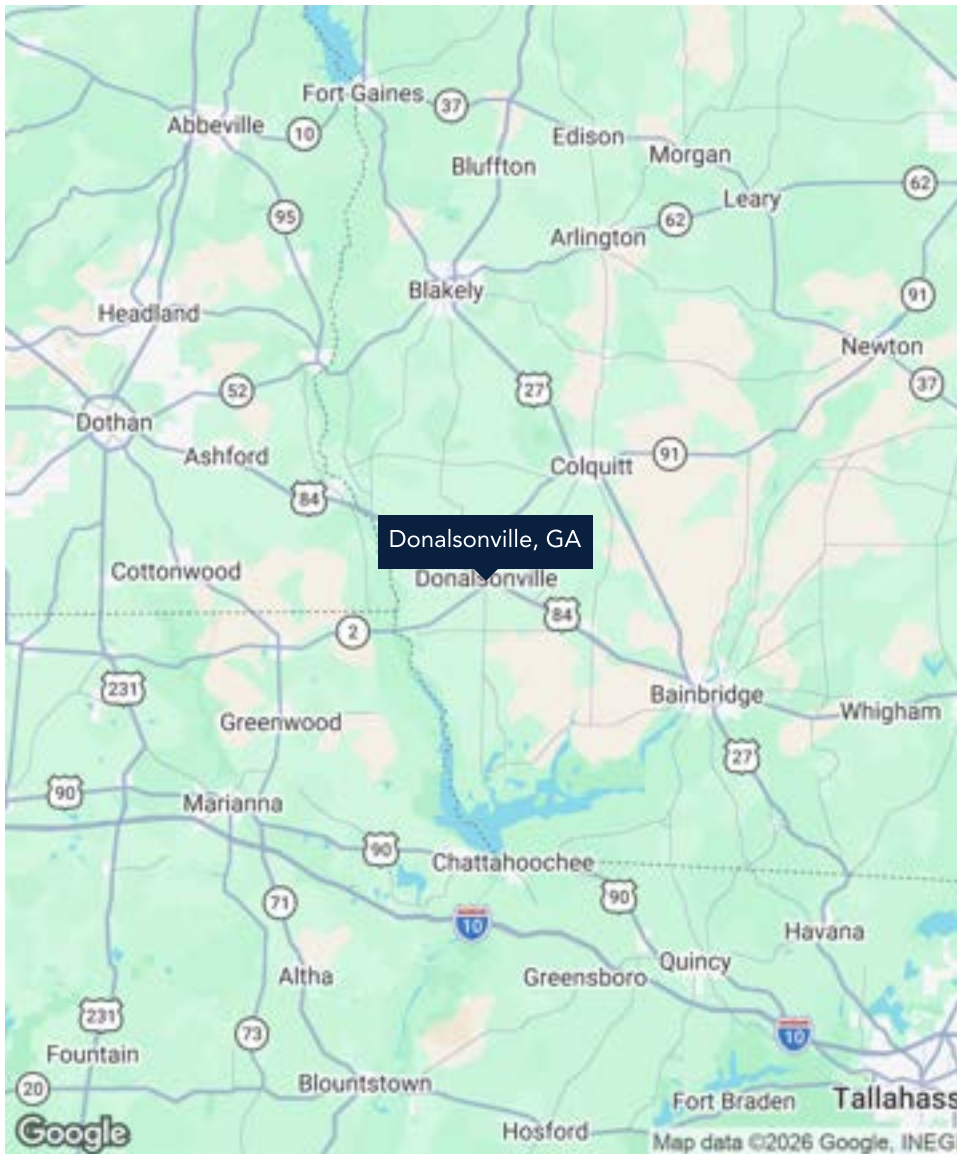 Fort Gaines
37
Abbeville
10
Edison
Bluffton
Morgan
Leary
62
95
62
Arlington
Blakely
91
Headland
Newton
37
52
27
Dothan
Ashford
Colquitt
91
84
Donalsonville, GA
Cottonwood
Donalsonville
84
2
231
Bainbridge
Whigham
Greenwood
27
90
Marianna
90
Chattahoochee
90
71
10
Havana
Quincy
Altha
Greensboro
231
73
10
Fountain
20
Blountstown
Fort Braden
Tallahass
Google
Hosford
Map data ©2026 Google, INEG